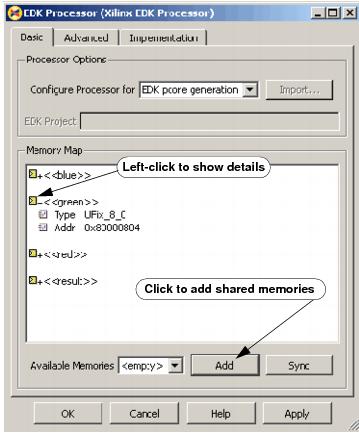 EDK Processor (Xilinx EDK Processor)
Basic Advanced Implementation
Processor Options
Configure Processor for EDK pcore generation Import...
EDK Project
Memory Map
Left-click to show details
+<<blue>>
-<<green>>
Type UFix_8_0
Addr 0x80000804
+<<red>>
+<<result>>
Click to add shared memories
Available Memories <empty> Add Sync
OK Cancel Help Apply